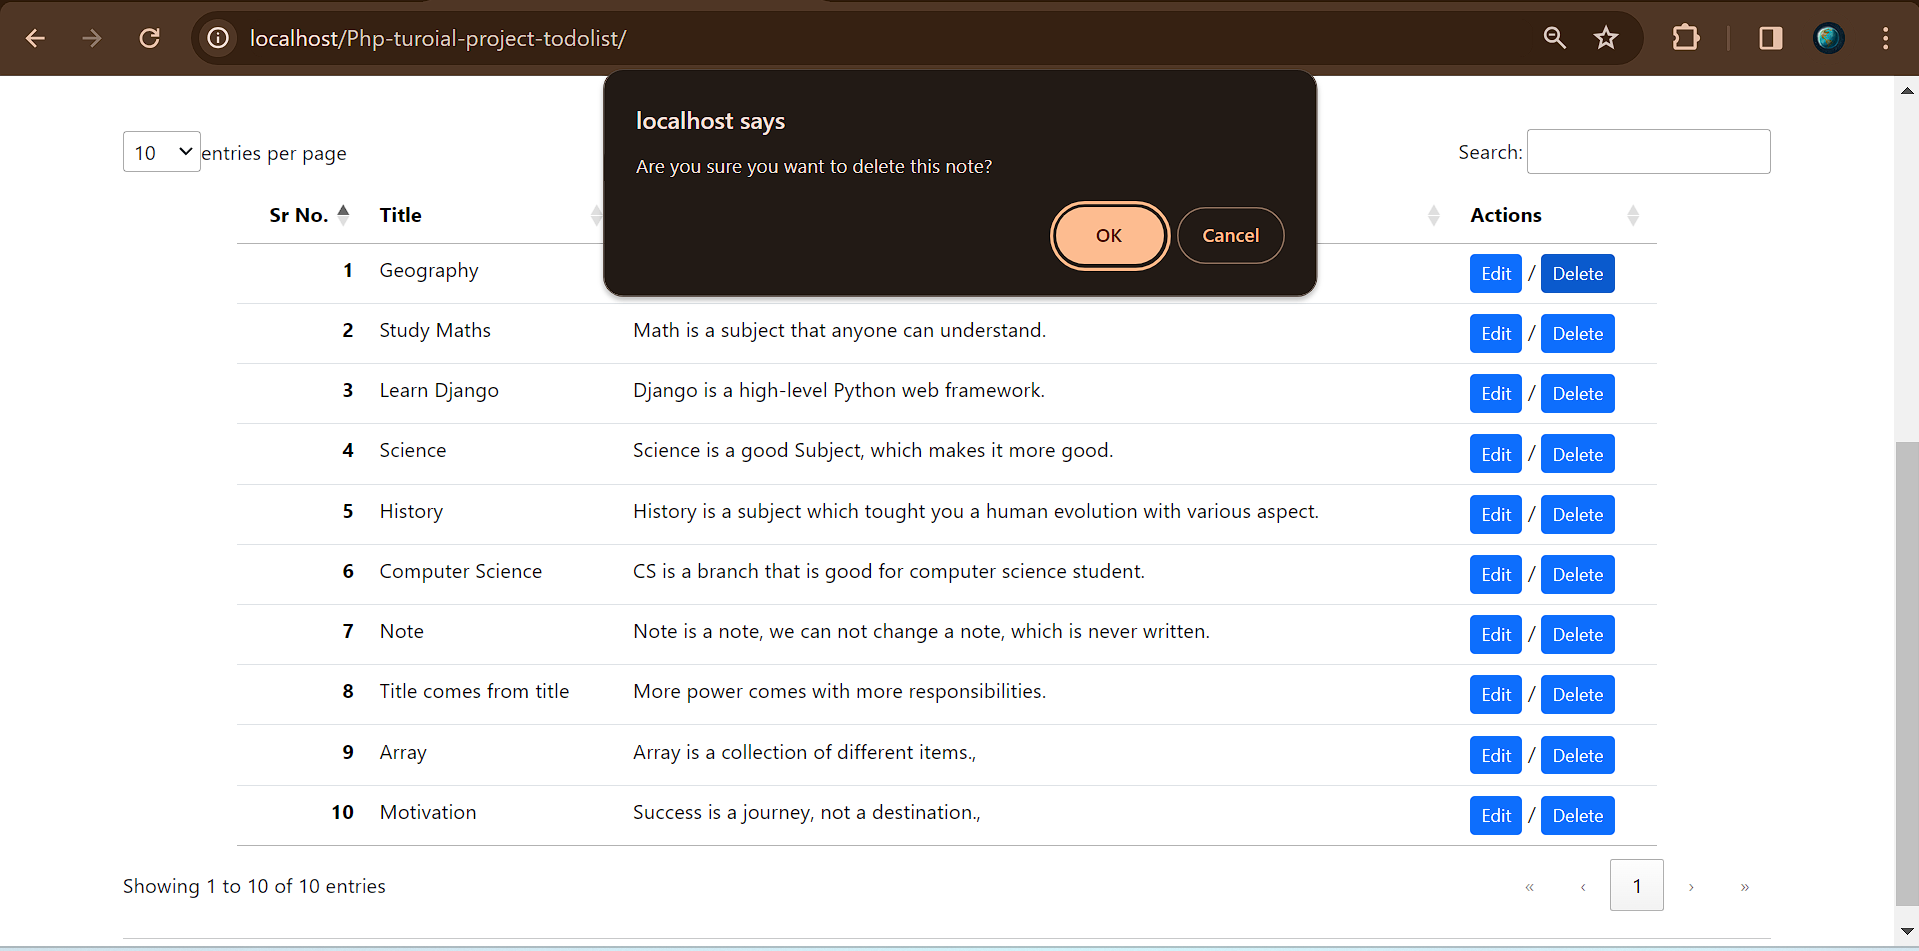 localhost/Php-turoial-project-todolist/
localhost says
Are you sure you want to delete this note?
OK Cancel
10 entries per page Search:
Sr No. Title Actions
1 Geography Edit / Delete
2 Study Maths Math is a subject that anyone can understand. Edit / Delete
3 Learn Django Django is a high-level Python web framework. Edit / Delete
4 Science Science is a good Subject, which makes it more good. Edit / Delete
5 History History is a subject which tought you a human evolution with various aspect. Edit / Delete
6 Computer Science CS is a branch that is good for computer science student. Edit / Delete
7 Note Note is a note, we can not change a note, which is never written. Edit / Delete
8 Title comes from title More power comes with more responsibilities. Edit / Delete
9 Array Array is a collection of different items., Edit / Delete
10 Motivation Success is a journey, not a destination., Edit / Delete
Showing 1 to 10 of 10 entries « ‹ 1 › »